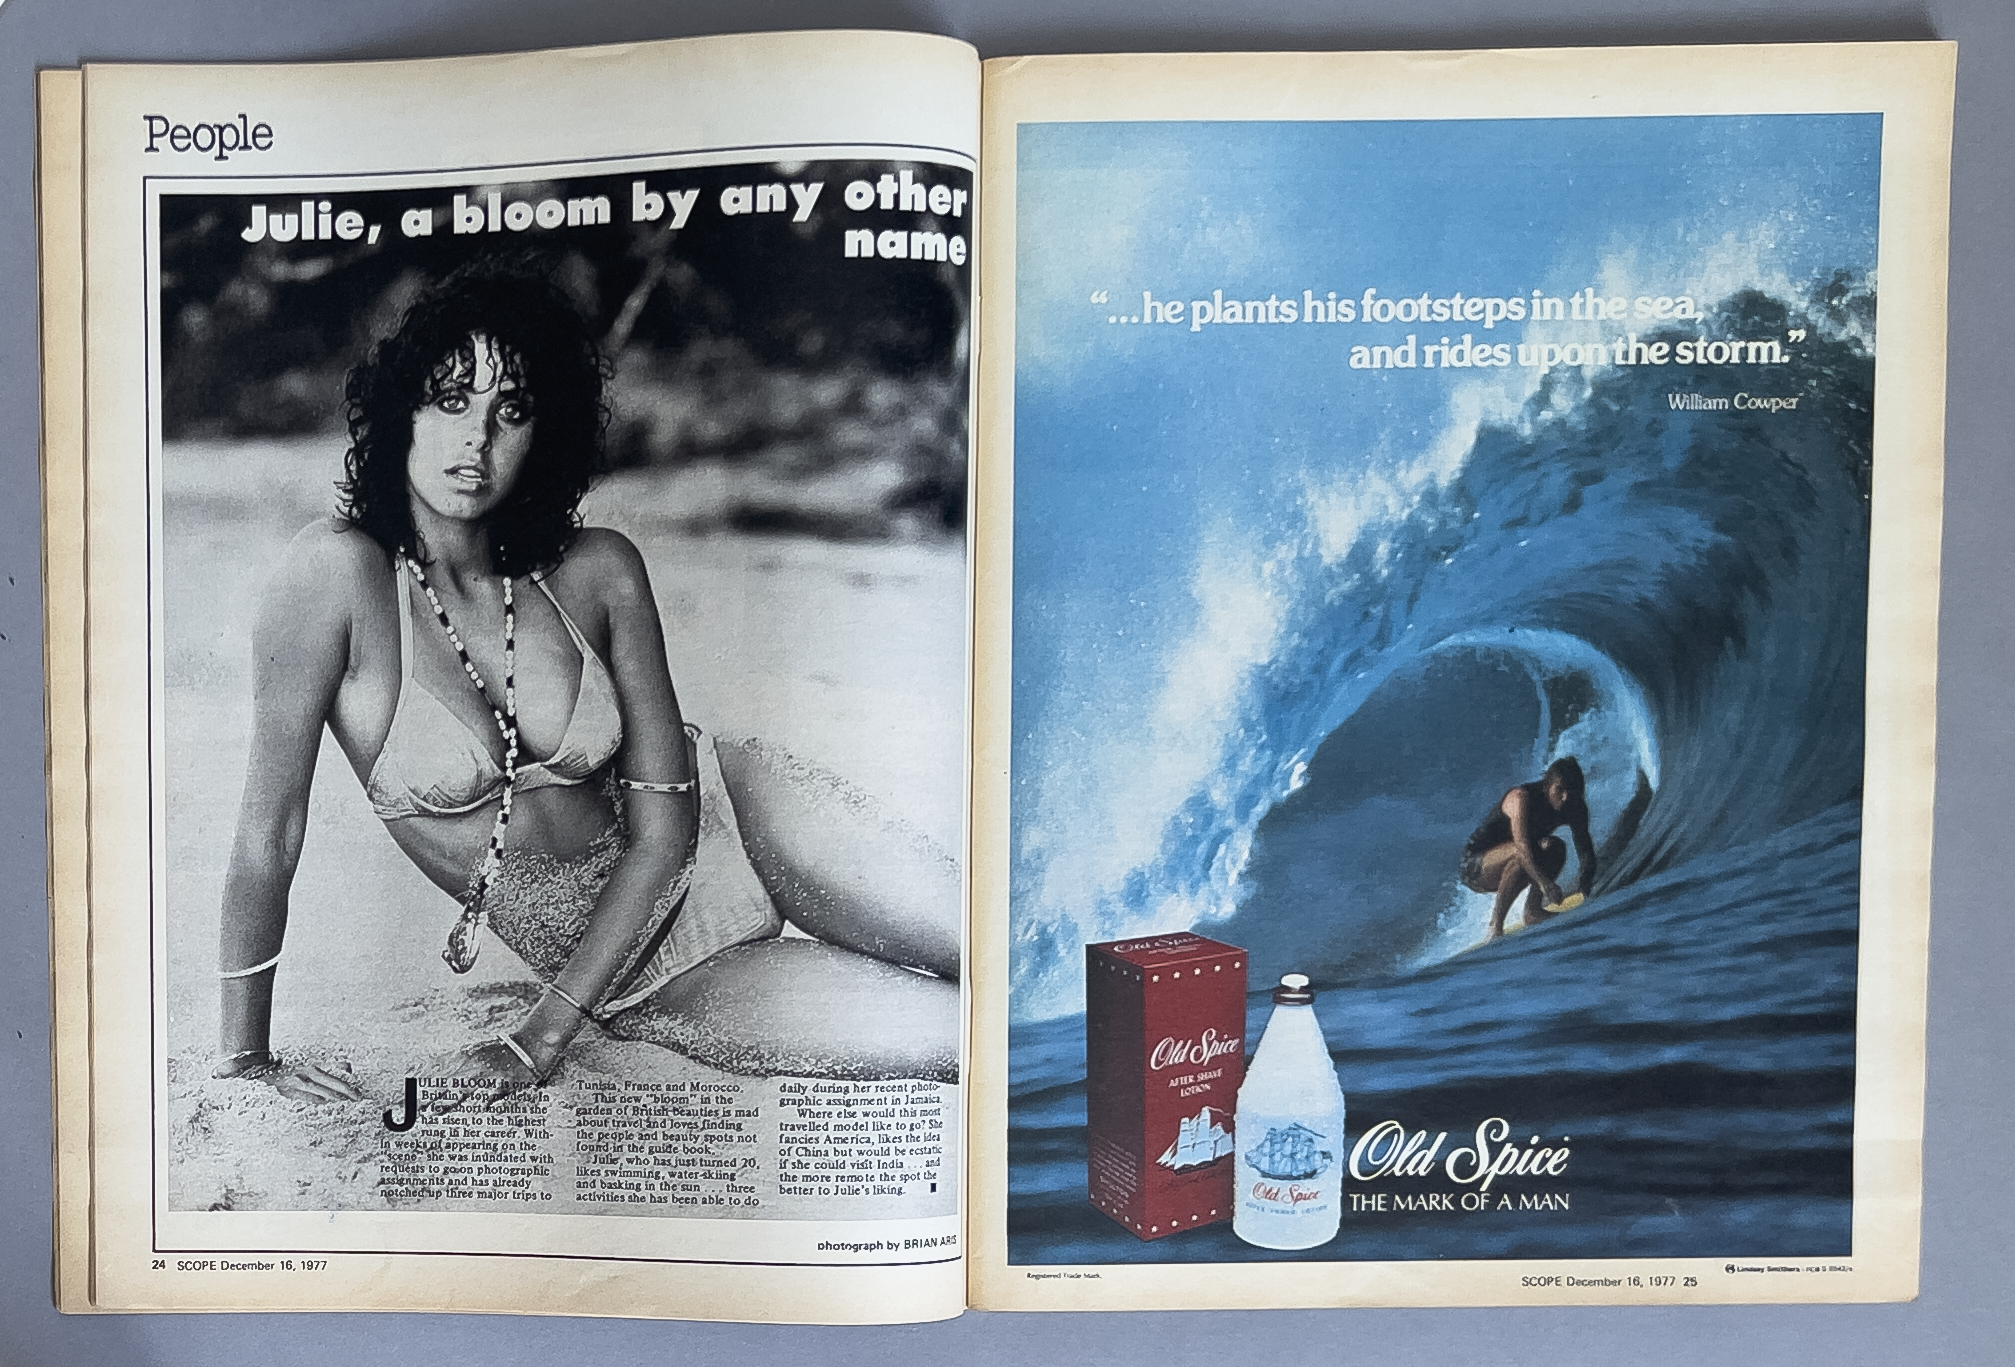 People
Julie, a bloom by any other
name
JULIE BLOOM is one of
Britain's top models. In
a few short months she
has risen to the highest
rung in her career. With-
in weeks of appearing on the
"scene" she was inundated with
requests to go on photographic
assignments and has already
notched up three major trips to
Tunisia, France and Morocco.
This new "bloom" in the
garden of British beauties is mad
about travel and loves finding
the people and beauty spots not
found in the guide book.
Julie, who has just turned 20,
likes swimming, water-skiing
and basking in the sun . . . three
activities she has been able to do
daily during her recent photo-
graphic assignment in Jamaica.
Where else would this most
travelled model like to go? She
fancies America, likes the idea
of China but would be ecstatic
if she could visit India . . . and
the more remote the spot the
better to Julie's liking.
photograph by BRIAN ARIS
24 SCOPE December 16, 1977
"...he plants his footsteps in the sea,
and rides upon the storm."
William Cowper
Old Spice
Old Spice
AFTER SHAVE
LOTION
Old Spice
AFTER SHAVE LOTION
Old Spice
THE MARK OF A MAN
Registered Trade Mark.
Lindsay Smithers
SCOPE December 16, 1977 25